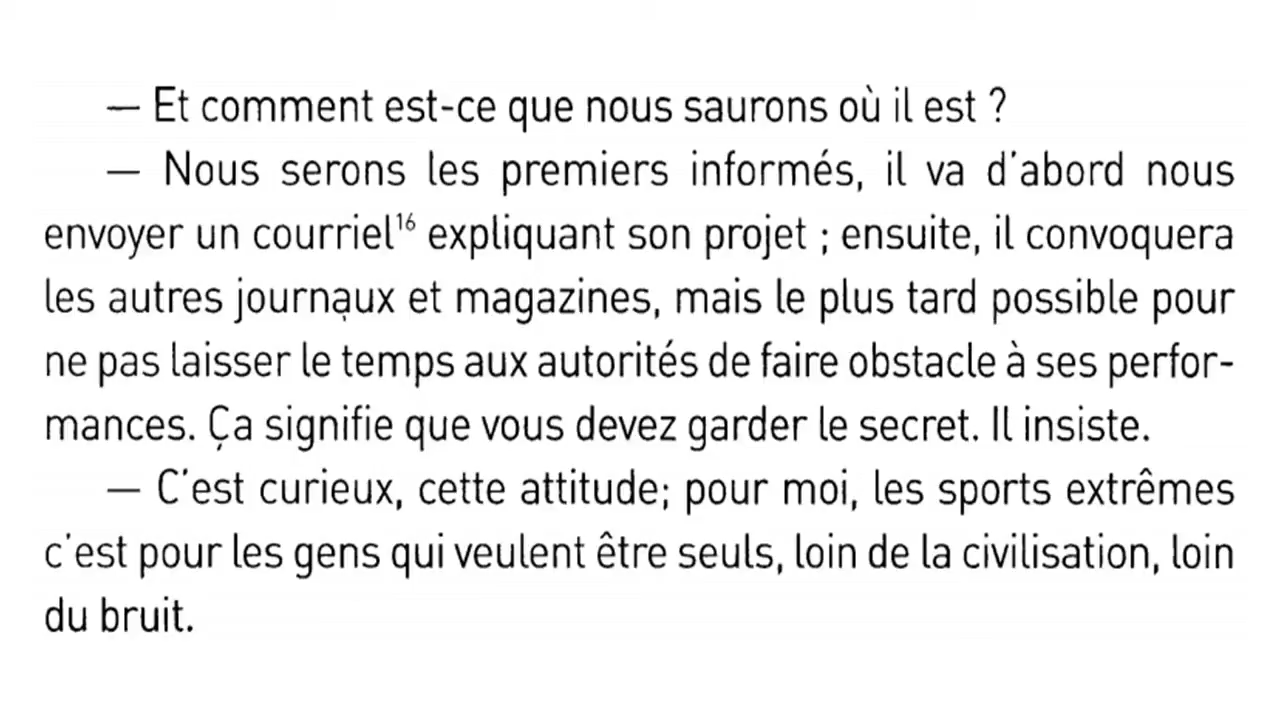 — Et comment est-ce que nous saurons où il est ?
— Nous serons les premiers informés, il va d'abord nous
envoyer un courriel¹⁶ expliquant son projet ; ensuite, il convoquera
les autres journaux et magazines, mais le plus tard possible pour
ne pas laisser le temps aux autorités de faire obstacle à ses perfor-
mances. Ça signifie que vous devez garder le secret. Il insiste.
— C'est curieux, cette attitude; pour moi, les sports extrêmes
c'est pour les gens qui veulent être seuls, loin de la civilisation, loin
du bruit.